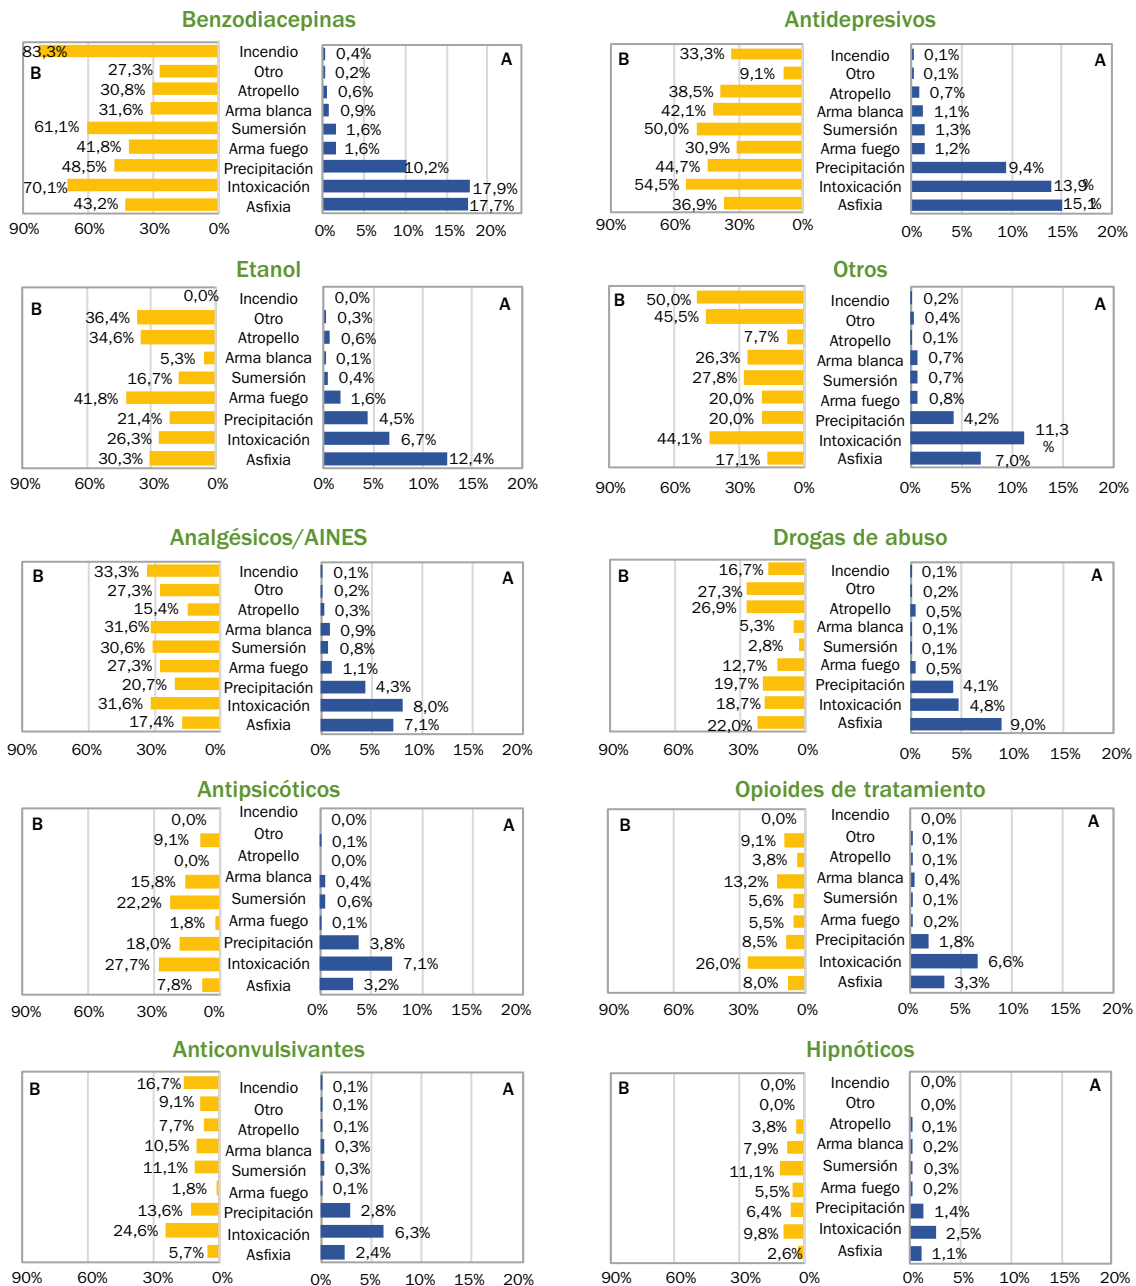 Benzodiacepinas
B
A
83,3% Incendio 0,4%
27,3% Otro 0,2%
30,8% Atropello 0,6%
31,6% Arma blanca 0,9%
61,1% Sumersión 1,6%
41,8% Arma fuego 1,6%
48,5% Precipitación 10,2%
70,1% Intoxicación 17,9%
43,2% Asfixia 17,7%
90% 60% 30% 0% 0% 5% 10% 15% 20%
Antidepresivos
B
A
33,3% Incendio 0,1%
9,1% Otro 0,1%
38,5% Atropello 0,7%
42,1% Arma blanca 1,1%
50,0% Sumersión 1,3%
30,9% Arma fuego 1,2%
44,7% Precipitación 9,4%
54,5% Intoxicación 13,9%
36,9% Asfixia 15,1%
90% 60% 30% 0% 0% 5% 10% 15% 20%
Etanol
B
A
0,0% Incendio 0,0%
36,4% Otro 0,3%
34,6% Atropello 0,6%
5,3% Arma blanca 0,1%
16,7% Sumersión 0,4%
41,8% Arma fuego 1,6%
21,4% Precipitación 4,5%
26,3% Intoxicación 6,7%
30,3% Asfixia 12,4%
90% 60% 30% 0% 0% 5% 10% 15% 20%
Otros
B
A
50,0% Incendio 0,2%
45,5% Otro 0,4%
7,7% Atropello 0,1%
26,3% Arma blanca 0,7%
27,8% Sumersión 0,7%
20,0% Arma fuego 0,8%
20,0% Precipitación 4,2%
44,1% Intoxicación 11,3
%
17,1% Asfixia 7,0%
90% 60% 30% 0% 0% 5% 10% 15% 20%
Analgésicos/AINES
B
A
33,3% Incendio 0,1%
27,3% Otro 0,2%
15,4% Atropello 0,3%
31,6% Arma blanca 0,9%
30,6% Sumersión 0,8%
27,3% Arma fuego 1,1%
20,7% Precipitación 4,3%
31,6% Intoxicación 8,0%
17,4% Asfixia 7,1%
90% 60% 30% 0% 0% 5% 10% 15% 20%
Drogas de abuso
B
A
16,7% Incendio 0,1%
27,3% Otro 0,2%
26,9% Atropello 0,5%
5,3% Arma blanca 0,1%
2,8% Sumersión 0,1%
12,7% Arma fuego 0,5%
19,7% Precipitación 4,1%
18,7% Intoxicación 4,8%
22,0% Asfixia 9,0%
90% 60% 30% 0% 0% 5% 10% 15% 20%
Antipsicóticos
B
A
0,0% Incendio 0,0%
9,1% Otro 0,1%
0,0% Atropello 0,0%
15,8% Arma blanca 0,4%
22,2% Sumersión 0,6%
1,8% Arma fuego 0,1%
18,0% Precipitación 3,8%
27,7% Intoxicación 7,1%
7,8% Asfixia 3,2%
90% 60% 30% 0% 0% 5% 10% 15% 20%
Opioides de tratamiento
B
A
0,0% Incendio 0,0%
9,1% Otro 0,1%
3,8% Atropello 0,1%
13,2% Arma blanca 0,4%
5,6% Sumersión 0,1%
5,5% Arma fuego 0,2%
8,5% Precipitación 1,8%
26,0% Intoxicación 6,6%
8,0% Asfixia 3,3%
90% 60% 30% 0% 0% 5% 10% 15% 20%
Anticonvulsivantes
B
A
16,7% Incendio 0,1%
9,1% Otro 0,1%
7,7% Atropello 0,1%
10,5% Arma blanca 0,3%
11,1% Sumersión 0,3%
1,8% Arma fuego 0,1%
13,6% Precipitación 2,8%
24,6% Intoxicación 6,3%
5,7% Asfixia 2,4%
90% 60% 30% 0% 0% 5% 10% 15% 20%
Hipnóticos
B
A
0,0% Incendio 0,0%
0,0% Otro 0,0%
3,8% Atropello 0,1%
7,9% Arma blanca 0,2%
11,1% Sumersión 0,3%
5,5% Arma fuego 0,2%
6,4% Precipitación 1,4%
9,8% Intoxicación 2,5%
2,6% Asfixia 1,1%
90% 60% 30% 0% 0% 5% 10% 15% 20%